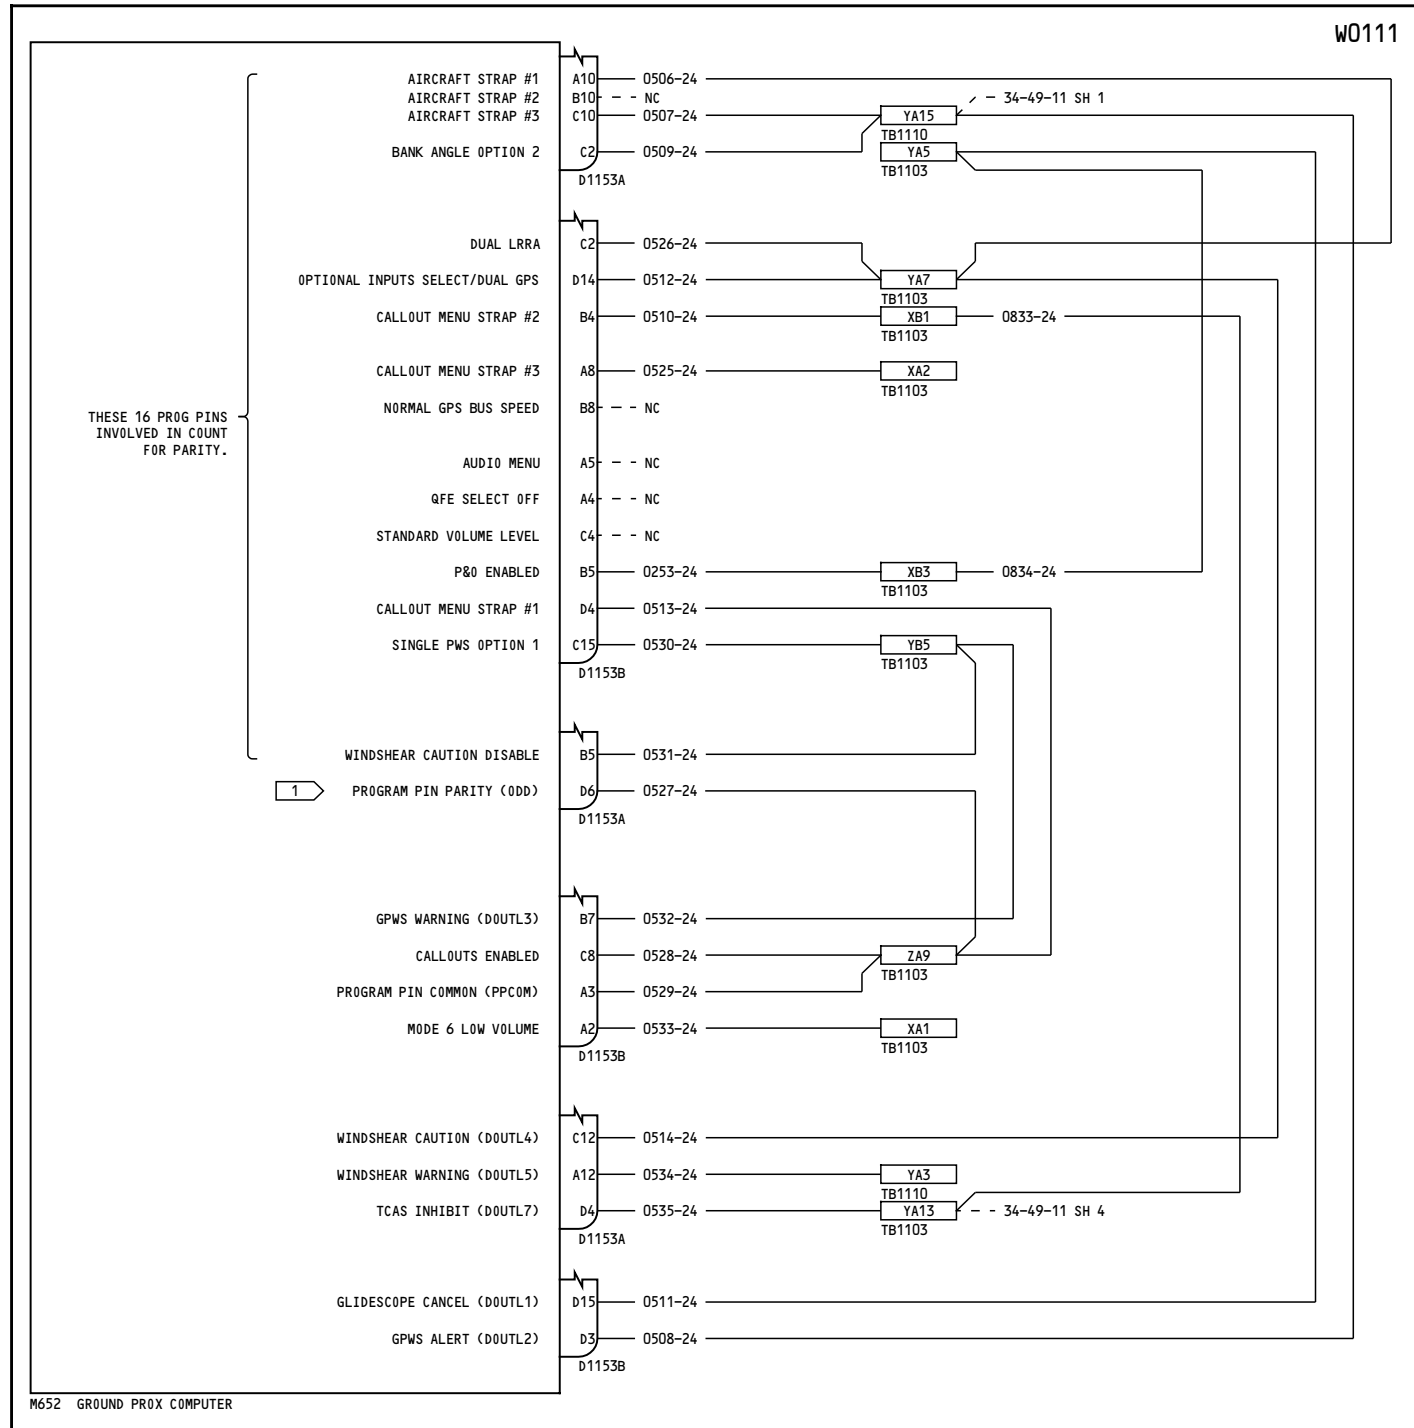 W0111
AIRCRAFT STRAP #1 A10 0506-24
AIRCRAFT STRAP #2 B10 NC 34-49-11 SH 1
AIRCRAFT STRAP #3 C10 0507-24 YA15
TB1110
BANK ANGLE OPTION 2 C2 0509-24 YA5
D1153A TB1103
DUAL LRRA C2 0526-24
OPTIONAL INPUTS SELECT/DUAL GPS D14 0512-24 YA7
TB1103
CALLOUT MENU STRAP #2 B4 0510-24 XB1 0833-24
TB1103
CALLOUT MENU STRAP #3 A8 0525-24 XA2
TB1103
NORMAL GPS BUS SPEED B8 NC
THESE 16 PROG PINS
INVOLVED IN COUNT
FOR PARITY.
AUDIO MENU A5 NC
QFE SELECT OFF A4 NC
STANDARD VOLUME LEVEL C4 NC
P&O ENABLED B5 0253-24 XB3 0834-24
TB1103
CALLOUT MENU STRAP #1 D4 0513-24
SINGLE PWS OPTION 1 C15 0530-24 YB5
D1153B TB1103
WINDSHEAR CAUTION DISABLE B5 0531-24
1 PROGRAM PIN PARITY (ODD) D6 0527-24
D1153A
GPWS WARNING (DOUTL3) B7 0532-24
CALLOUTS ENABLED C8 0528-24 ZA9
TB1103
PROGRAM PIN COMMON (PPCOM) A3 0529-24
MODE 6 LOW VOLUME A2 0533-24 XA1
D1153B TB1103
WINDSHEAR CAUTION (DOUTL4) C12 0514-24
WINDSHEAR WARNING (DOUTL5) A12 0534-24 YA3
TB1110
TCAS INHIBIT (DOUTL7) D4 0535-24 YA13 34-49-11 SH 4
D1153A TB1103
GLIDESCOPE CANCEL (DOUTL1) D15 0511-24
GPWS ALERT (DOUTL2) D3 0508-24
D1153B
M652 GROUND PROX COMPUTER